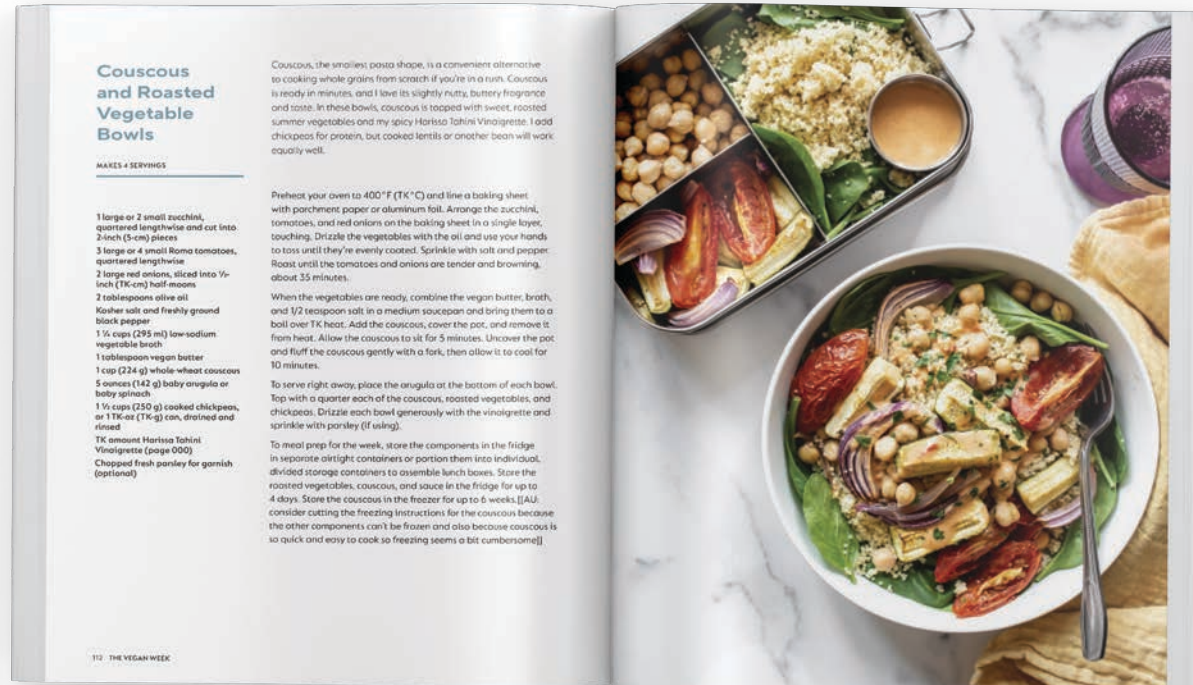 Couscous
and Roasted
Vegetable
Bowls
MAKES 4 SERVINGS
1 large or 2 small zucchini,
quartered lengthwise and cut into
2-inch (5-cm) pieces
3 large or 4 small Roma tomatoes,
quartered lengthwise
2 large red onions, sliced into ½-
inch (TK-cm) half-moons
2 tablespoons olive oil
Kosher salt and freshly ground
black pepper
1 ¼ cups (295 ml) low-sodium
vegetable broth
1 tablespoon vegan butter
1 cup (224 g) whole-wheat couscous
5 ounces (142 g) baby arugula or
baby spinach
1 ½ cups (250 g) cooked chickpeas,
or 1 TK-oz (TK-g) can, drained and
rinsed
TK amount Harissa Tahini
Vinaigrette (page 000)
Chopped fresh parsley for garnish
(optional)
Couscous, the smallest pasta shape, is a convenient alternative
to cooking whole grains from scratch if you're in a rush. Couscous
is ready in minutes, and I love its slightly nutty, buttery fragrance
and taste. In these bowls, couscous is topped with sweet, roasted
summer vegetables and my spicy Harissa Tahini Vinaigrette. I add
chickpeas for protein, but cooked lentils or another bean will work
equally well.
Preheat your oven to 400°F (TK°C) and line a baking sheet
with parchment paper or aluminum foil. Arrange the zucchini,
tomatoes, and red onions on the baking sheet in a single layer,
touching. Drizzle the vegetables with the oil and use your hands
to toss until they're evenly coated. Sprinkle with salt and pepper.
Roast until the tomatoes and onions are tender and browning,
about 35 minutes.
When the vegetables are ready, combine the vegan butter, broth,
and 1/2 teaspoon salt in a medium saucepan and bring them to a
boil over TK heat. Add the couscous, cover the pot, and remove it
from heat. Allow the couscous to sit for 5 minutes. Uncover the pot
and fluff the couscous gently with a fork, then allow it to cool for
10 minutes.
To serve right away, place the arugula at the bottom of each bowl.
Top with a quarter each of the couscous, roasted vegetables, and
chickpeas. Drizzle each bowl generously with the vinaigrette and
sprinkle with parsley (if using).
To meal prep for the week, store the components in the fridge
in separate airtight containers or portion them into individual,
divided storage containers to assemble lunch boxes. Store the
roasted vegetables, couscous, and sauce in the fridge for up to
4 days. Store the couscous in the freezer for up to 6 weeks.[[AU:
consider cutting the freezing instructions for the couscous because
the other components can't be frozen and also because couscous is
so quick and easy to cook so freezing seems a bit cumbersome]]
112 THE VEGAN WEEK